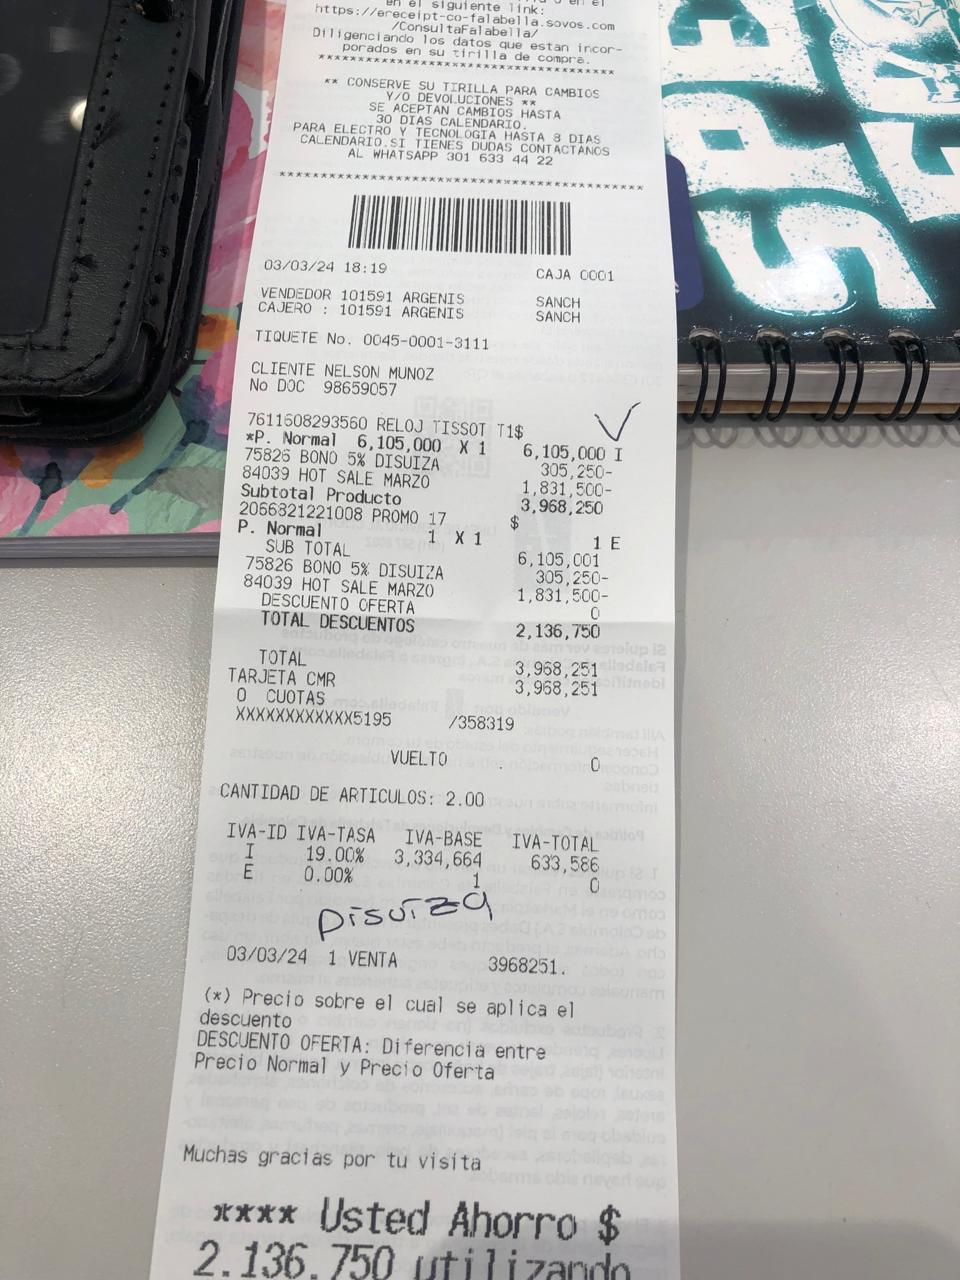 en el siguiente link:
https://ereceipt-co-falabella.sovos.com
/ConsultaFalabella/
Diligenciando los datos que estan incor-
porados en su tirilla de compra.
****************************************
** CONSERVE SU TIRILLA PARA CAMBIOS
Y/O DEVOLUCIONES **
SE ACEPTAN CAMBIOS HASTA
30 DIAS CALENDARIO.
PARA ELECTRO Y TECNOLOGIA HASTA 8 DIAS
CALENDARIO.SI TIENES DUDAS CONTACTANOS
AL WHATSAPP 301 633 44 22
****************************************
03/03/24 18:19 CAJA 0001
VENDEDOR 101591 ARGENIS SANCH
CAJERO : 101591 ARGENIS SANCH
TIQUETE No. 0045-0001-3111
CLIENTE NELSON MUNOZ
No DOC 98659057
7611608293560 RELOJ TISSOT T1$ 6,105,000 I
*P. Normal 6,105,000 X 1
75826 BONO 5% DISUIZA 305,250-
84039 HOT SALE MARZO 1,831,500-
Subtotal Producto 3,968,250
2066821221008 PROMO 17 $ 1 E
P. Normal 1 X 1
SUB TOTAL 6,105,001
75826 BONO 5% DISUIZA 305,250-
84039 HOT SALE MARZO 1,831,500-
DESCUENTO OFERTA 0
TOTAL DESCUENTOS 2,136,750
TOTAL 3,968,251
TARJETA CMR 3,968,251
0 CUOTAS
XXXXXXXXXXXX5195 /358319
VUELTO . 0
CANTIDAD DE ARTICULOS: 2.00
IVA-ID IVA-TASA IVA-BASE IVA-TOTAL
I 19.00% 3,334,664 633,586
E 0.00% 1 0
Disuiza
03/03/24 1 VENTA 3968251.
(*) Precio sobre el cual se aplica el
descuento
DESCUENTO OFERTA: Diferencia entre
Precio Normal y Precio Oferta
Muchas gracias por tu visita
**** Usted Ahorro $
2.136.750 utilizando